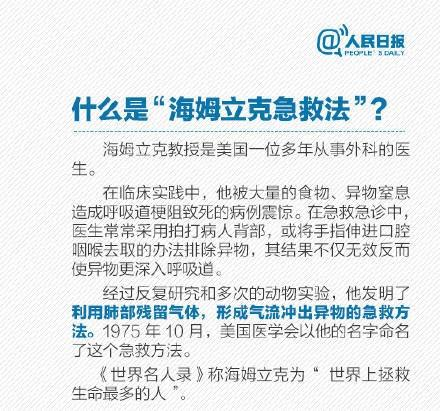 @人民日报
PEOPLE'S DAILY
什么是“海姆立克急救法”？
海姆立克教授是美国一位多年从事外科的医
生。
在临床实践中，他被大量的食物、异物窒息
造成呼吸道梗阻致死的病例震惊。在急救急诊中，
医生常常采用拍打病人背部，或将手指伸进口腔
咽喉去取的办法排除异物，其结果不仅无效反而
使异物更深入呼吸道。
经过反复研究和多次的动物实验，他发明了
利用肺部残留气体，形成气流冲出异物的急救方
法。1975 年 10 月，美国医学会以他的名字命名
了这个急救方法。
《世界名人录》称海姆立克为“ 世界上拯救
生命最多的人 ”。